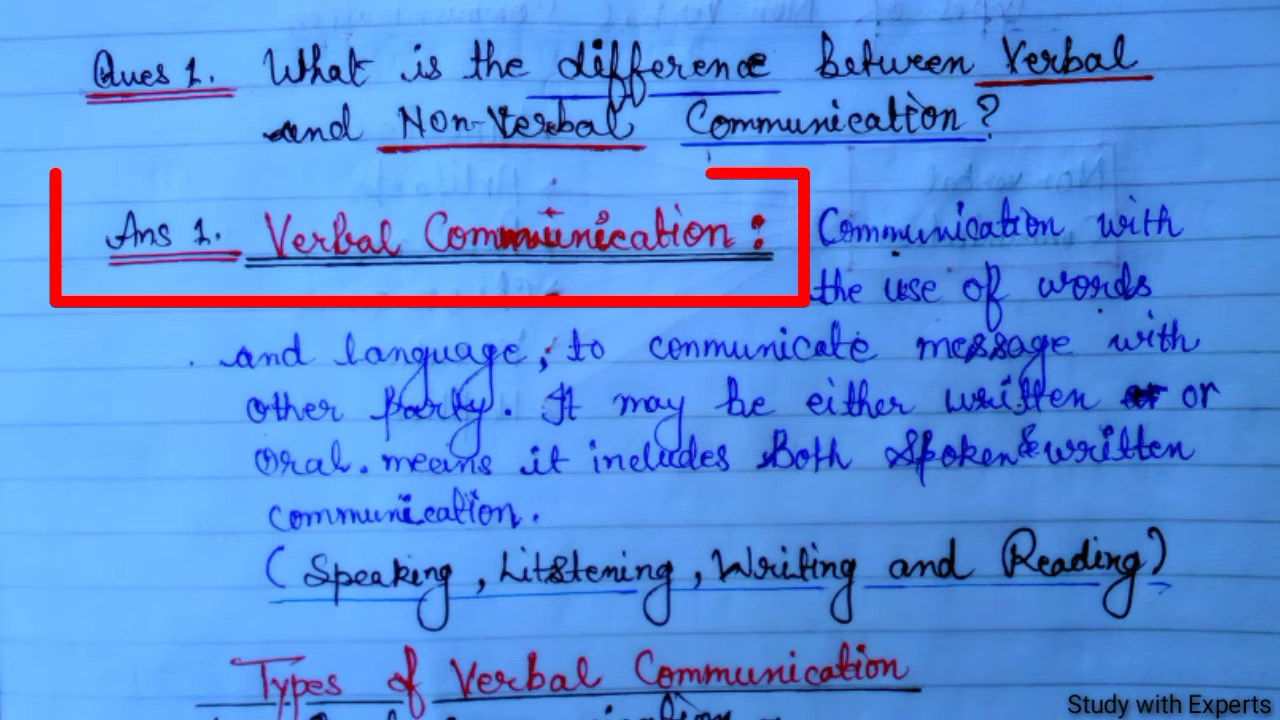 Ques 1. What is the difference between Verbal
and Non-Verbal Communication?
Ans 1. Verbal Communication: Communication with
the use of words
and language, to communicate message with
other party. It may be either written or
oral. means it includes Both Spoken & written
communication.
(Speaking, Litstening, Writing and Reading)
Types of Verbal Communication
Study with Experts